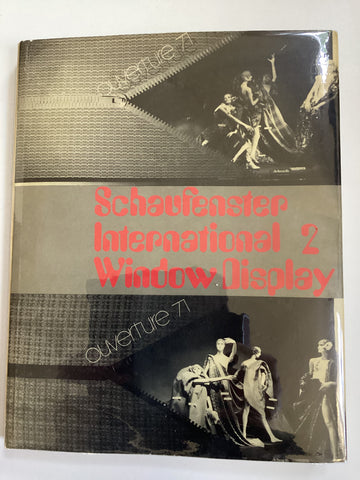 ouverture 71
Schaufenster
International 2
Window Display
ouverture 71